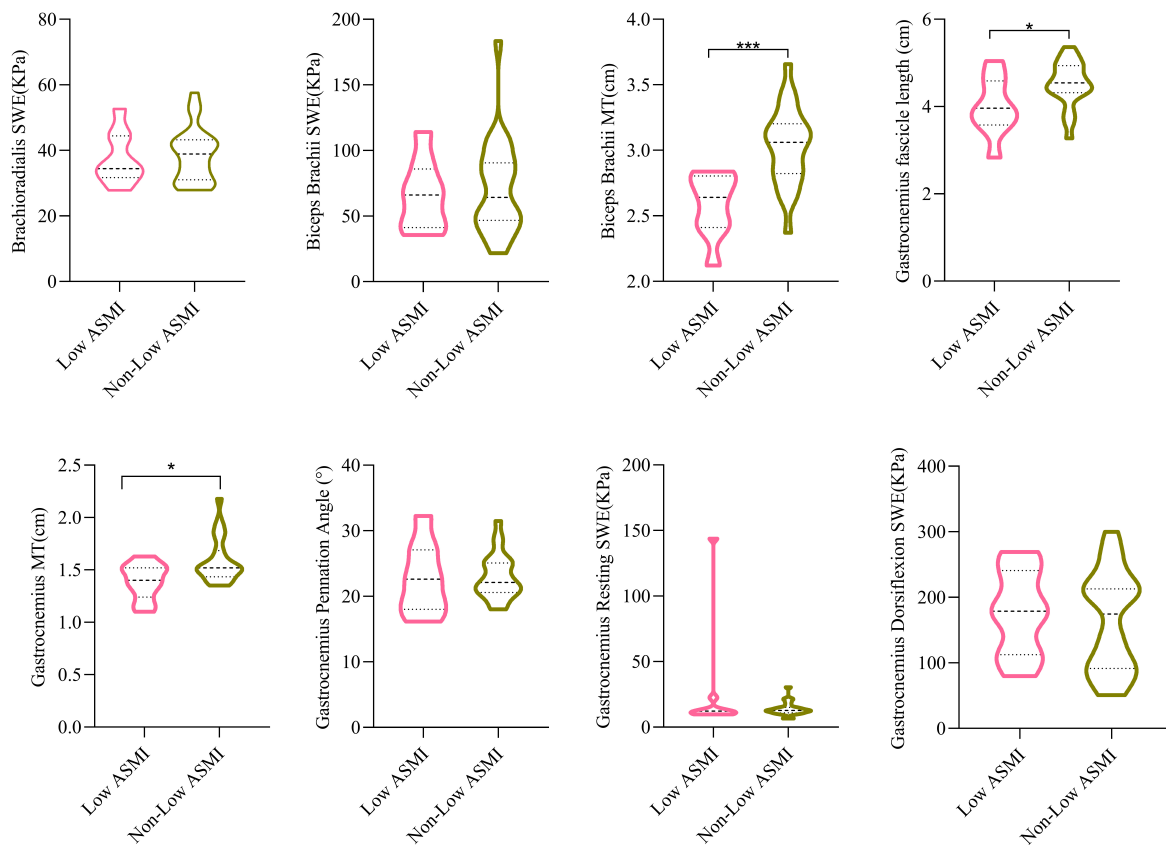 Brachioradialis SWE(KPa)
80
60
40
20
0
Low ASMI
Non-Low ASMI
Biceps Brachii SWE(KPa)
200
150
100
50
0
Low ASMI
Non-Low ASMI
Biceps Brachii MT(cm)
4.0
3.5
3.0
2.5
2.0
***
Low ASMI
Non-Low ASMI
Gastrocnemius fascicle length (cm)
6
4
2
0
*
Low ASMI
Non-Low ASMI
Gastrocnemius MT(cm)
2.5
2.0
1.5
1.0
0.5
0.0
*
Low ASMI
Non-Low ASMI
Gastrocnemius Pennation Angle (°)
40
30
20
10
0
Low ASMI
Non-Low ASMI
Gastrocnemius Resting SWE(KPa)
200
150
100
50
0
Low ASMI
Non-Low ASMI
Gastrocnemius Dorsiflextion SWE(KPa)
400
300
200
100
0
Low ASMI
Non-Low ASMI